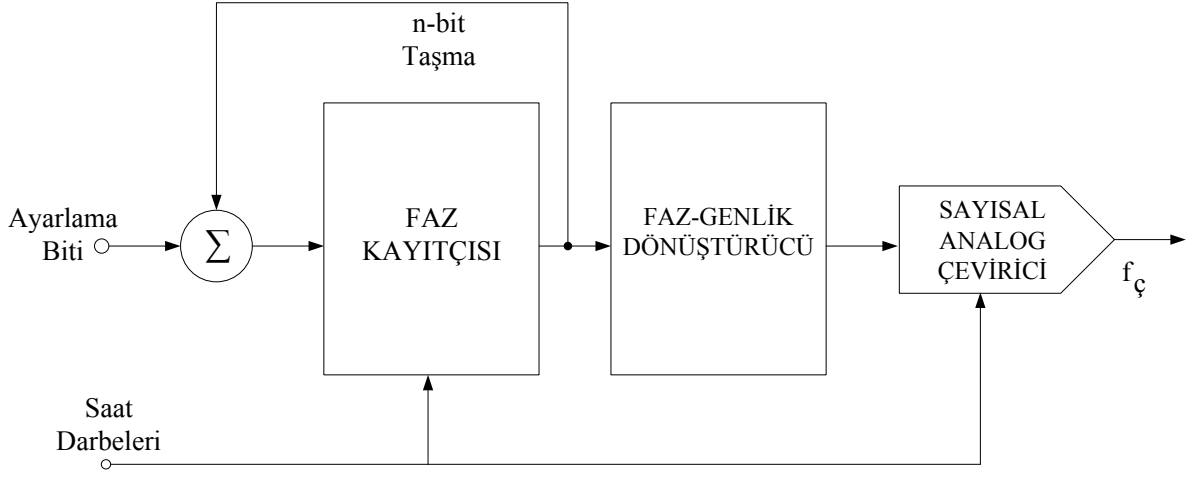 n-bit
Taşma
Ayarlama
Biti
Σ
FAZ
KAYITÇISI
FAZ-GENLİK
DÖNÜŞTÜRÜCÜ
SAYISAL
ANALOG
ÇEVİRİCİ
fç
Saat
Darbeleri